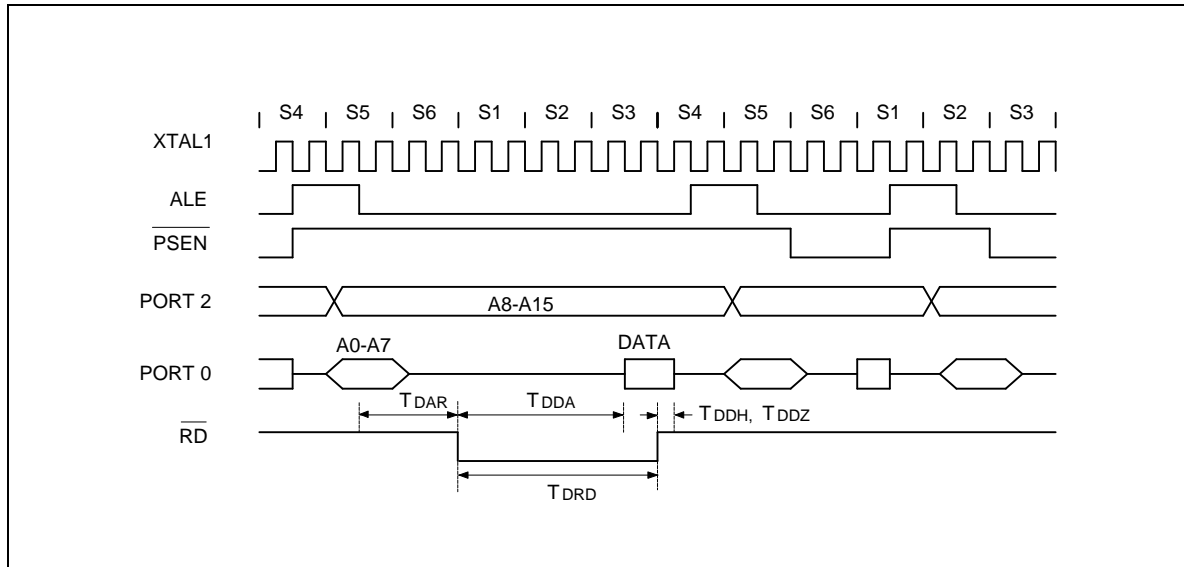 S4 S5 S6 S1 S2 S3 S4 S5 S6 S1 S2 S3
XTAL1
ALE
PSEN
PORT 2 A8-A15
A0-A7 DATA
PORT 0
TDAR TDDA TDDH, TDDZ
RD
TDRD